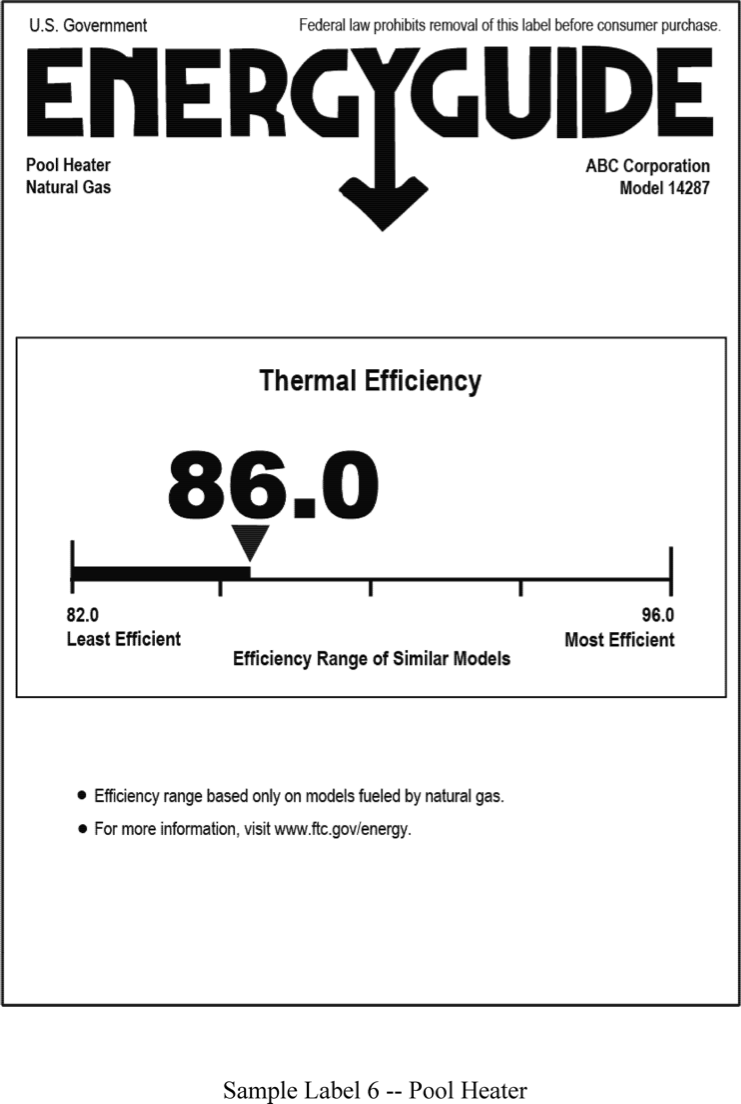 U.S. Government
Federal law prohibits removal of this label before consumer purchase.
ENERGYGUIDE
Pool Heater
Natural Gas
ABC Corporation
Model 14287
Thermal Efficiency
86.0
82.0
Least Efficient
96.0
Most Efficient
Efficiency Range of Similar Models
● Efficiency range based only on models fueled by natural gas.
● For more information, visit www.ftc.gov/energy.
Sample Label 6 -- Pool Heater